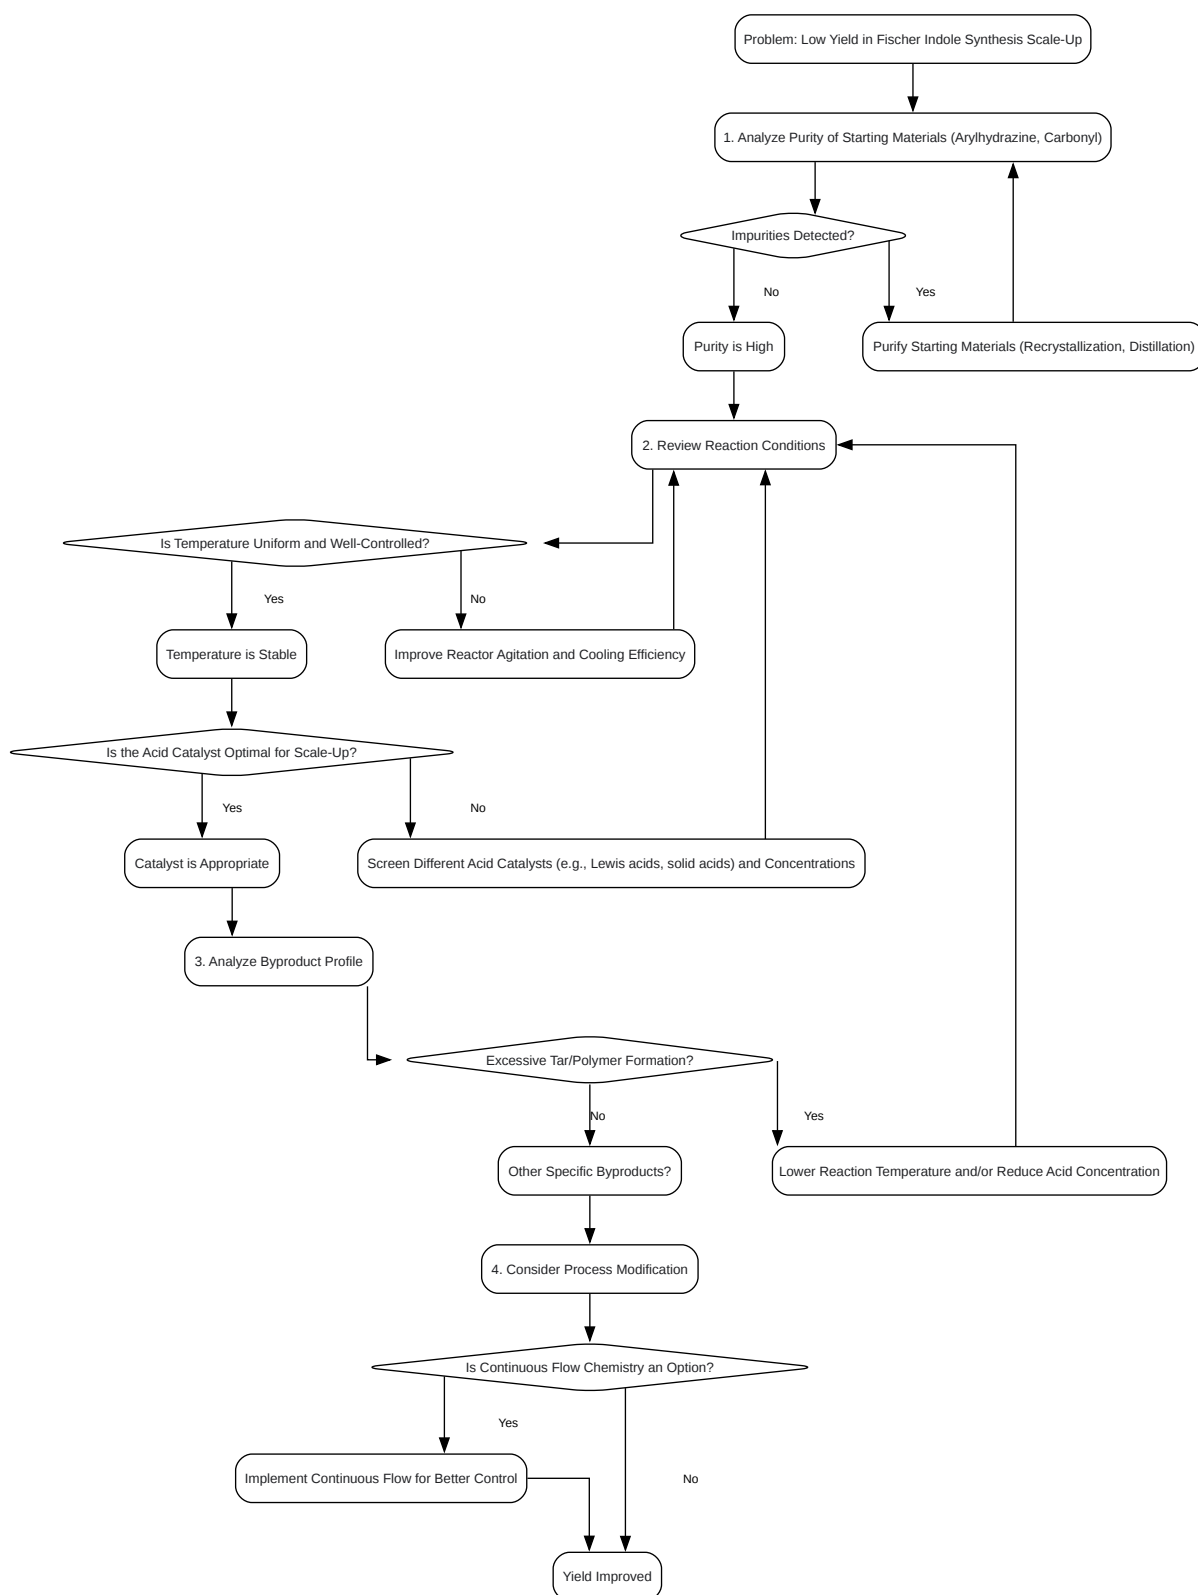 Problem: Low Yield in Fischer Indole Synthesis Scale-Up
1. Analyze Purity of Starting Materials (Arylhydrazine, Carbonyl)
Impurities Detected?
No
Yes
Purity is High
Purify Starting Materials (Recrystallization, Distillation)
2. Review Reaction Conditions
Is Temperature Uniform and Well-Controlled?
Yes
No
Temperature is Stable
Improve Reactor Agitation and Cooling Efficiency
Is the Acid Catalyst Optimal for Scale-Up?
Yes
No
Catalyst is Appropriate
Screen Different Acid Catalysts (e.g., Lewis acids, solid acids) and Concentrations
3. Analyze Byproduct Profile
Excessive Tar/Polymer Formation?
No
Yes
Other Specific Byproducts?
Lower Reaction Temperature and/or Reduce Acid Concentration
4. Consider Process Modification
Is Continuous Flow Chemistry an Option?
Yes
Implement Continuous Flow for Better Control
No
Yield Improved